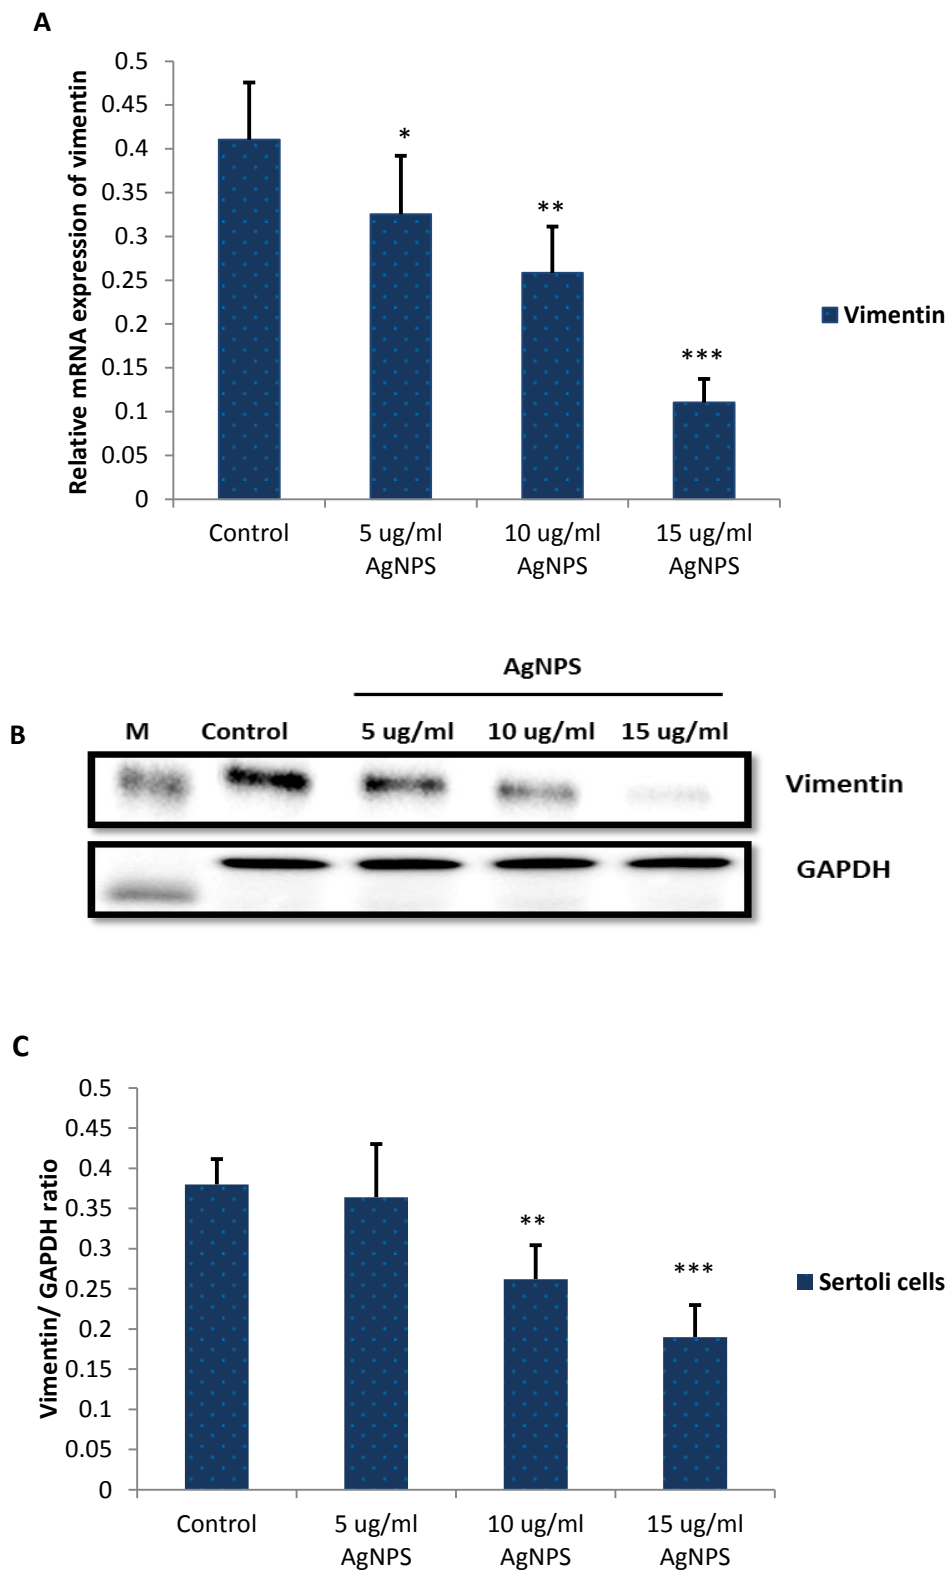 A
Relative mRNA expression of vimentin
0.5
0.45
0.4
0.35
0.3
0.25
0.2
0.15
0.1
0.05
0
*
**
***
Vimentin
Control
5 ug/ml
AgNPS
10 ug/ml
AgNPS
15 ug/ml
AgNPS
AgNPS
B
M Control 5 ug/ml 10 ug/ml 15 ug/ml
Vimentin
GAPDH
C
Vimentin/ GAPDH ratio
0.5
0.45
0.4
0.35
0.3
0.25
0.2
0.15
0.1
0.05
0
**
***
Sertoli cells
Control
5 ug/ml
AgNPS
10 ug/ml
AgNPS
15 ug/ml
AgNPS